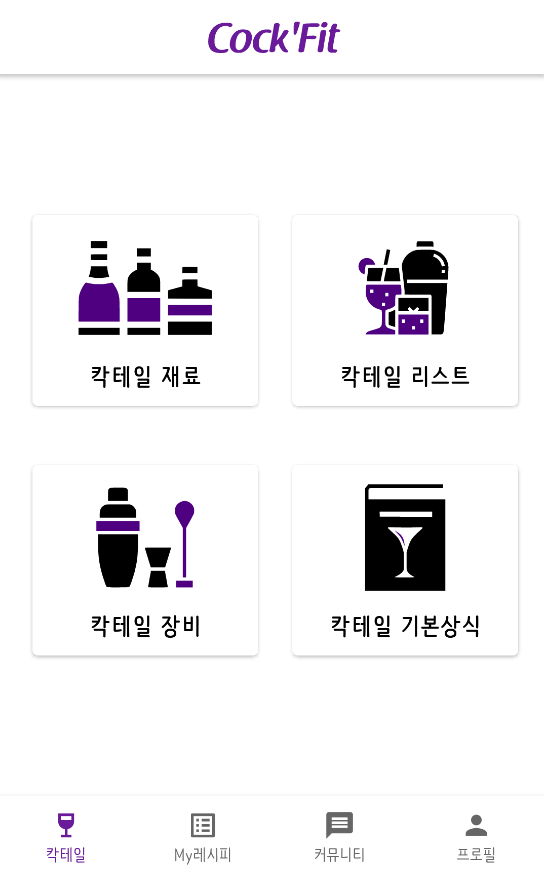 Cock'Fit
칵테일 재료
칵테일 리스트
칵테일 장비
칵테일 기본상식
칵테일
My레시피
커뮤니티
프로필